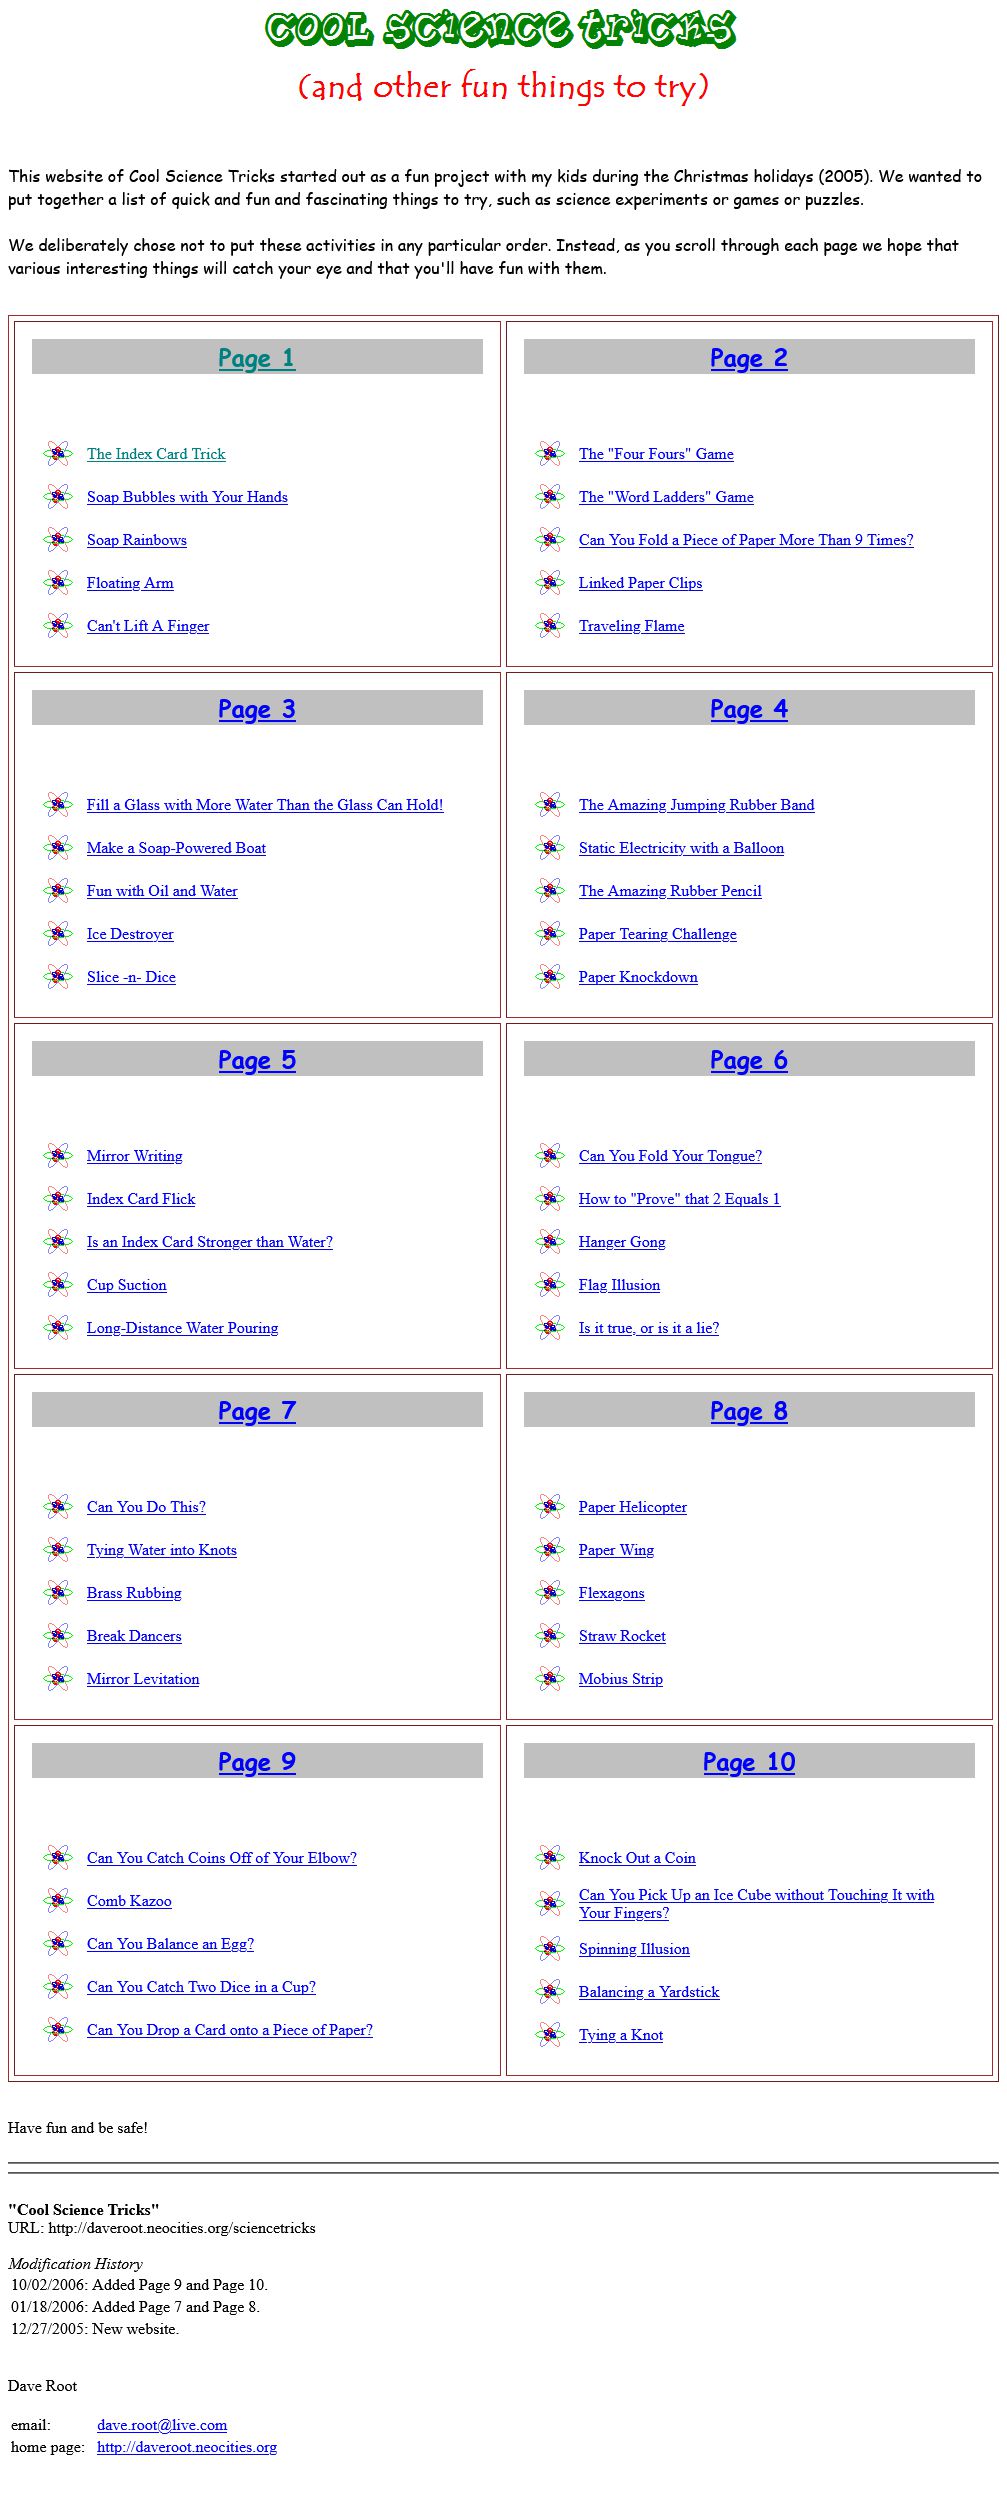 Cool Science Tricks
(and other fun things to try)
This website of Cool Science Tricks started out as a fun project with my kids during the Christmas holidays (2005). We wanted to
put together a list of quick and fun and fascinating things to try, such as science experiments or games or puzzles.
We deliberately chose not to put these activities in any particular order. Instead, as you scroll through each page we hope that
various interesting things will catch your eye and that you'll have fun with them.
Page 1
The Index Card Trick
Soap Bubbles with Your Hands
Soap Rainbows
Floating Arm
Can't Lift A Finger
Page 2
The "Four Fours" Game
The "Word Ladders" Game
Can You Fold a Piece of Paper More Than 9 Times?
Linked Paper Clips
Traveling Flame
Page 3
Fill a Glass with More Water Than the Glass Can Hold!
Make a Soap-Powered Boat
Fun with Oil and Water
Ice Destroyer
Slice -n- Dice
Page 4
The Amazing Jumping Rubber Band
Static Electricity with a Balloon
The Amazing Rubber Pencil
Paper Tearing Challenge
Paper Knockdown
Page 5
Mirror Writing
Index Card Flick
Is an Index Card Stronger than Water?
Cup Suction
Long-Distance Water Pouring
Page 6
Can You Fold Your Tongue?
How to "Prove" that 2 Equals 1
Hanger Gong
Flag Illusion
Is it true, or is it a lie?
Page 7
Can You Do This?
Tying Water into Knots
Brass Rubbing
Break Dancers
Mirror Levitation
Page 8
Paper Helicopter
Paper Wing
Flexagons
Straw Rocket
Mobius Strip
Page 9
Can You Catch Coins Off of Your Elbow?
Comb Kazoo
Can You Balance an Egg?
Can You Catch Two Dice in a Cup?
Can You Drop a Card onto a Piece of Paper?
Page 10
Knock Out a Coin
Can You Pick Up an Ice Cube without Touching It with
Your Fingers?
Spinning Illusion
Balancing a Yardstick
Tying a Knot
Have fun and be safe!
"Cool Science Tricks"
URL: http://daveroot.neocities.org/sciencetricks
Modification History
10/02/2006: Added Page 9 and Page 10.
01/18/2006: Added Page 7 and Page 8.
12/27/2005: New website.
Dave Root
email: dave.root@live.com
home page: http://daveroot.neocities.org